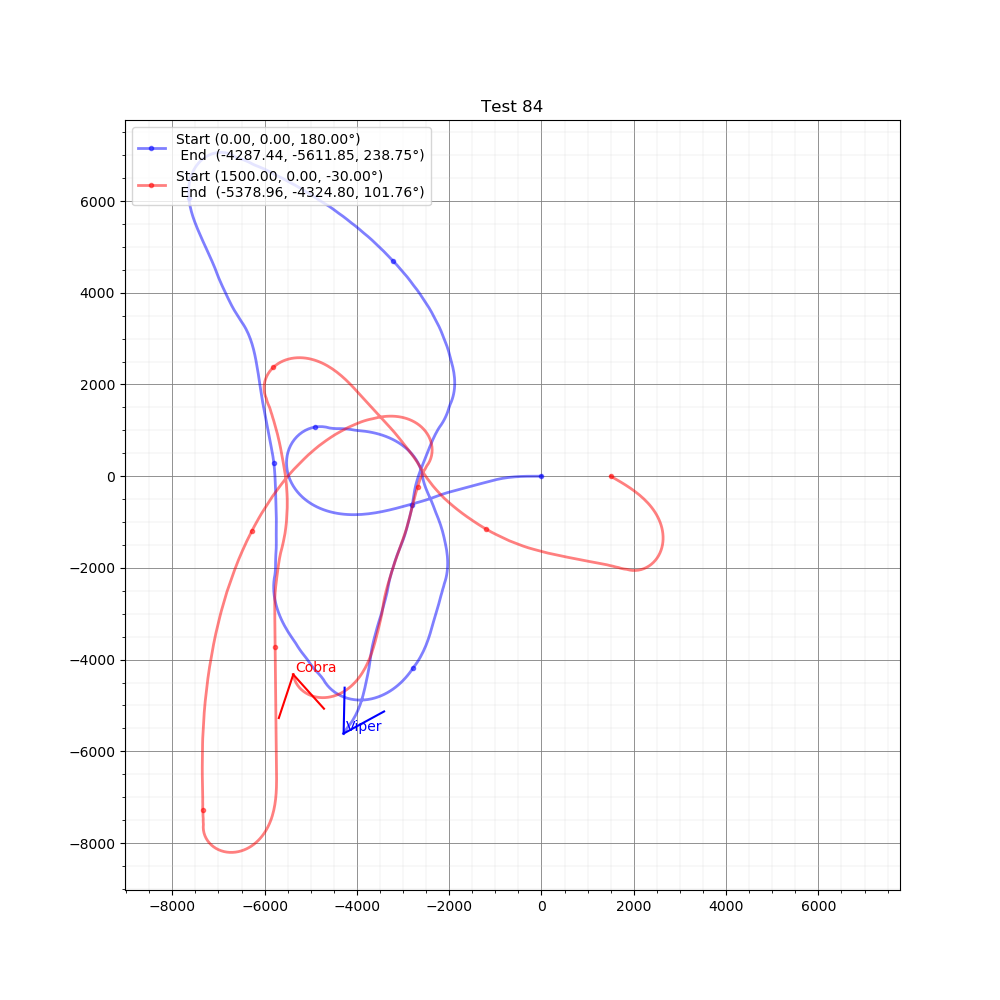 Test 84
Start (0.00, 0.00, 180.00°)
End  (-4287.44, -5611.85, 238.75°)
Start (1500.00, 0.00, -30.00°)
End  (-5378.96, -4324.80, 101.76°)
6000
4000
2000
0
−2000
−4000
−6000
−8000
Cobra
Viper
−8000 −6000 −4000 −2000 0 2000 4000 6000